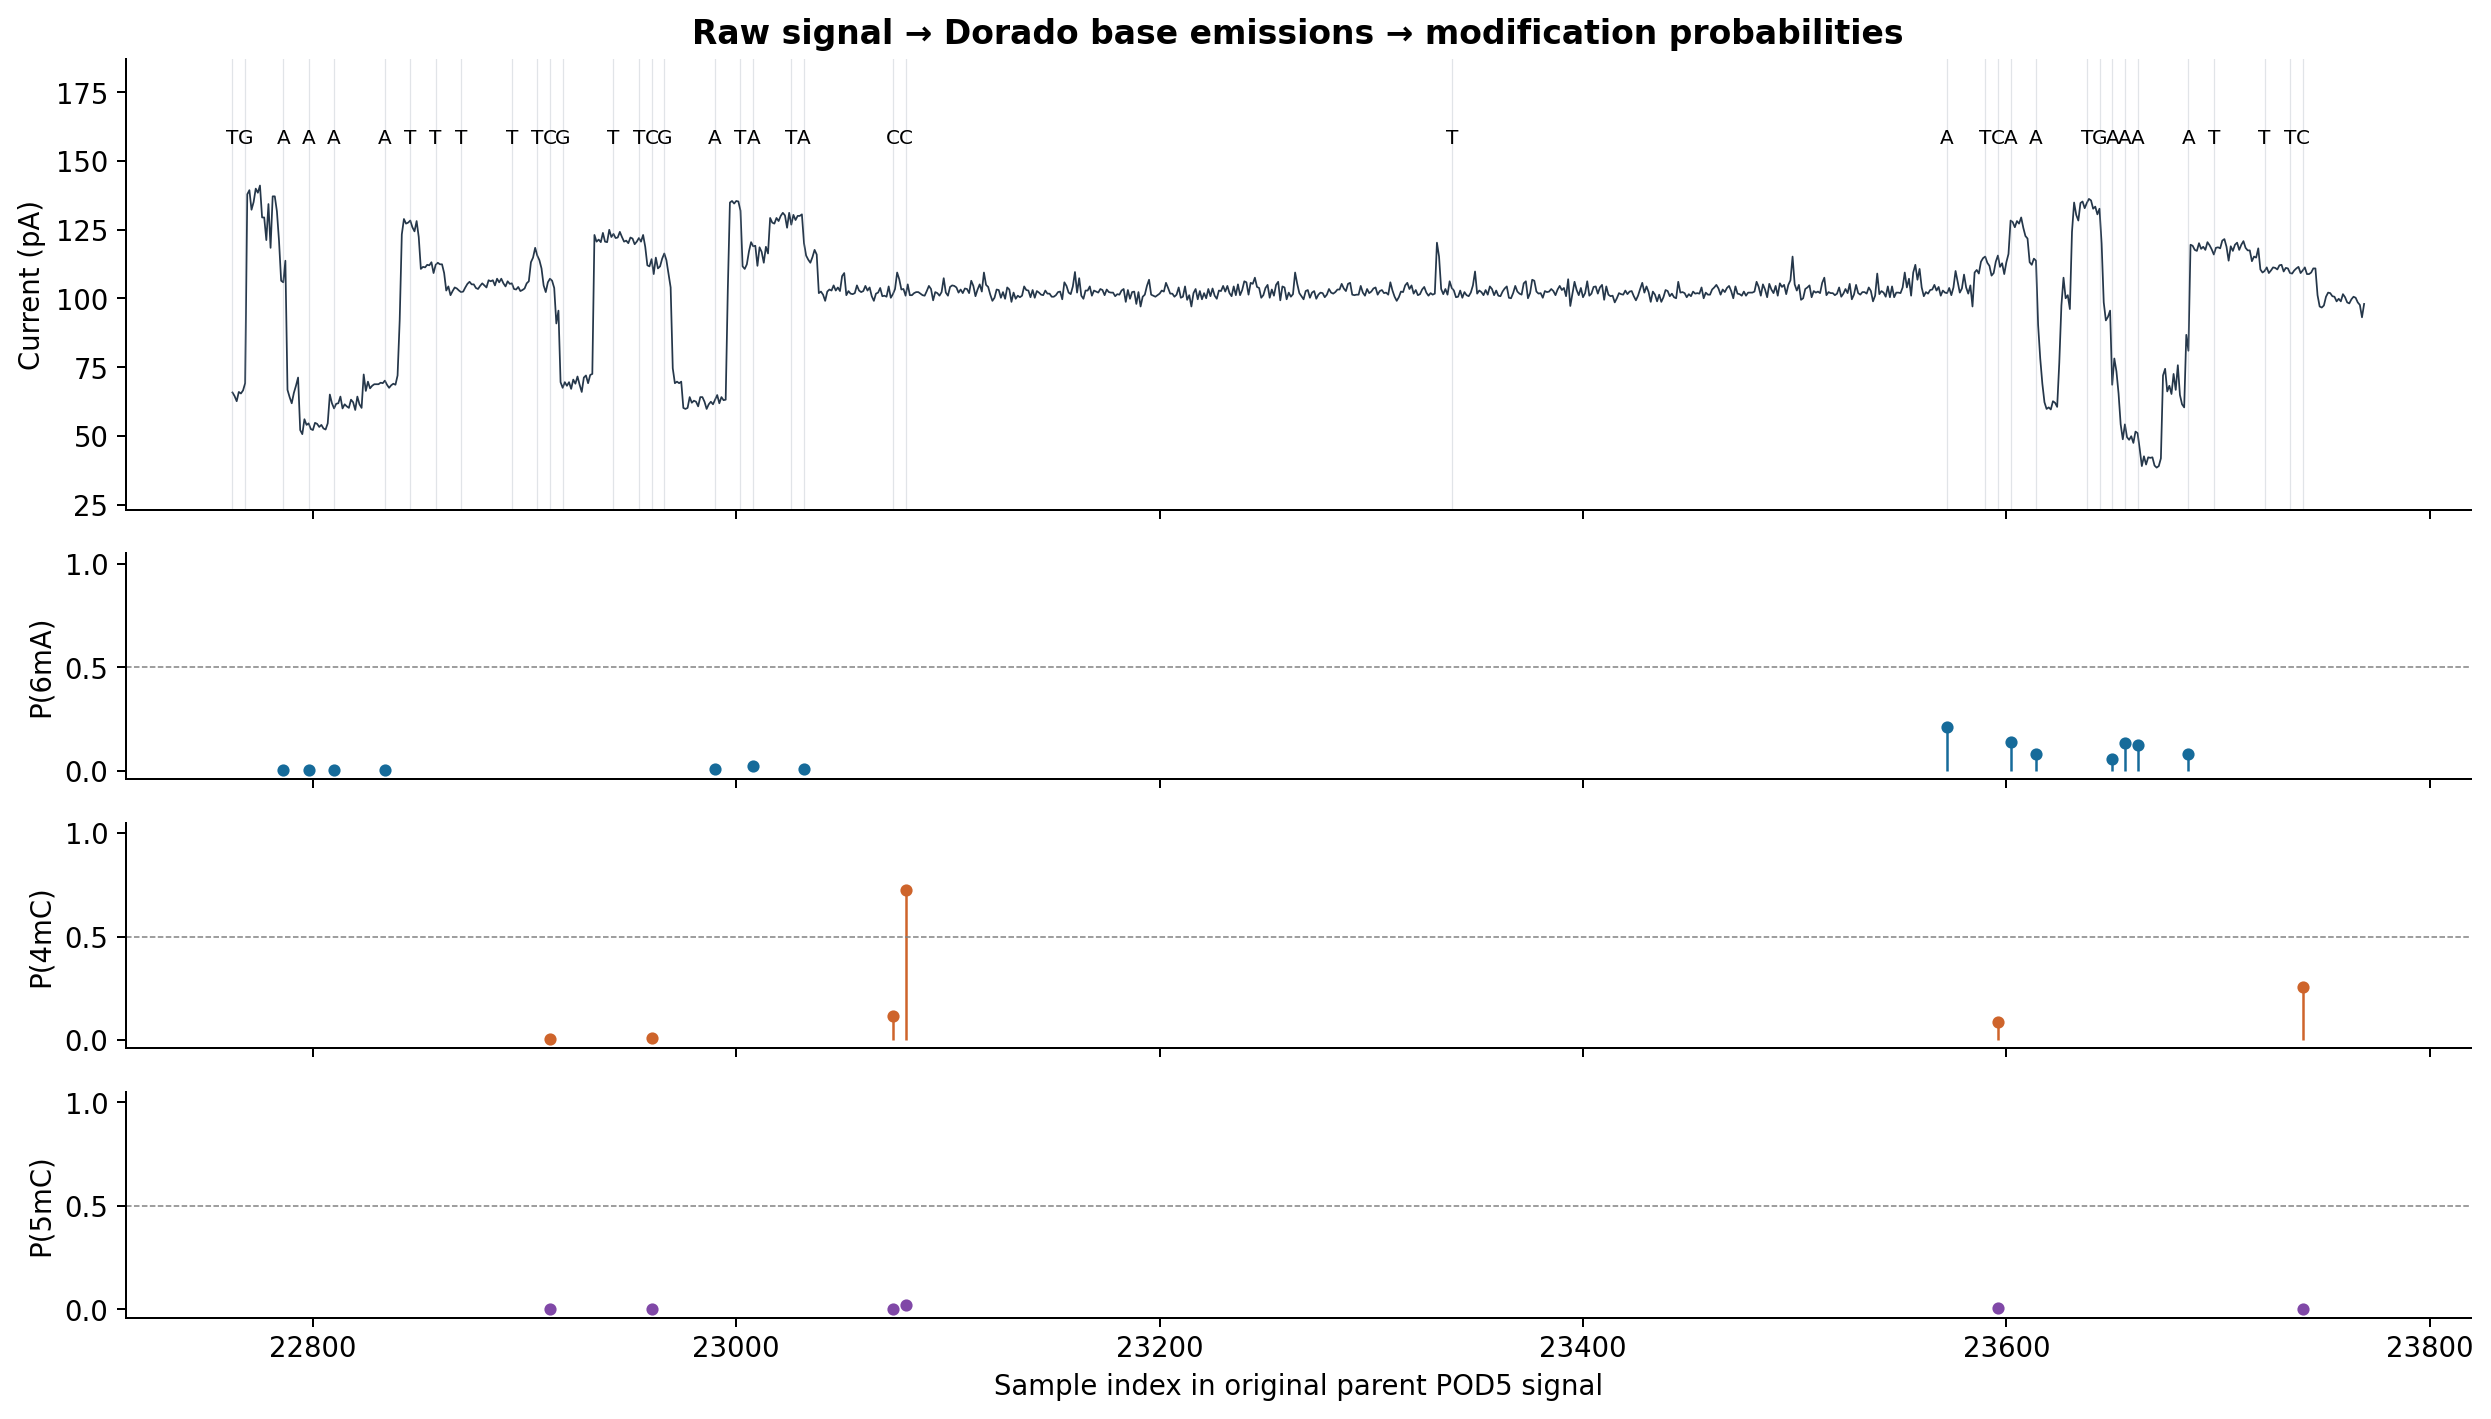 Raw signal → Dorado base emissions → modification probabilities
175
150
125
100
75
50
25
Current (pA)
TG A A A A T T T T TCG T TCG A TA TA CC T A TCA A TGAAA A T T TC
1.0
0.5
0.0
P(6mA)
1.0
0.5
0.0
P(4mC)
1.0
0.5
0.0
P(5mC)
22800 23000 23200 23400 23600 23800
Sample index in original parent POD5 signal